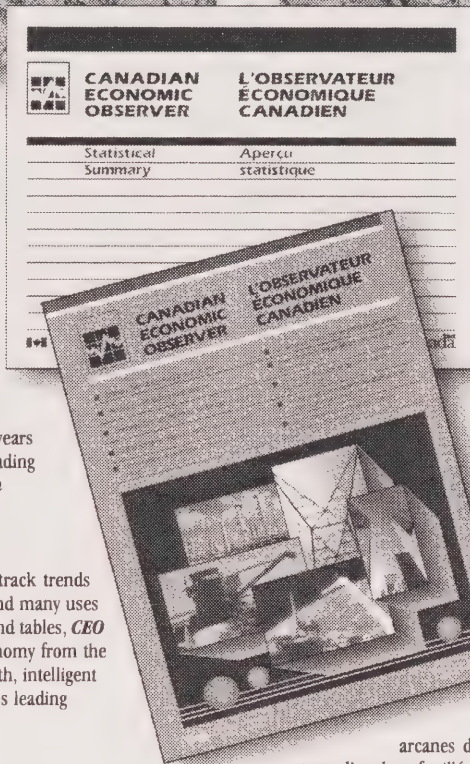 CANADIAN
ECONOMIC
OBSERVER
L'OBSERVATEUR
ÉCONOMIQUE
CANADIEN
Statistical
Summary
Aperçu
statistique
CANADIAN
ECONOMIC
OBSERVER
L'OBSERVATEUR
ÉCONOMIQUE
CANADIEN
years
ading
track trends
nd many uses
nd tables, CEO
nomy from the
th, intelligent
s leading
arcanes d